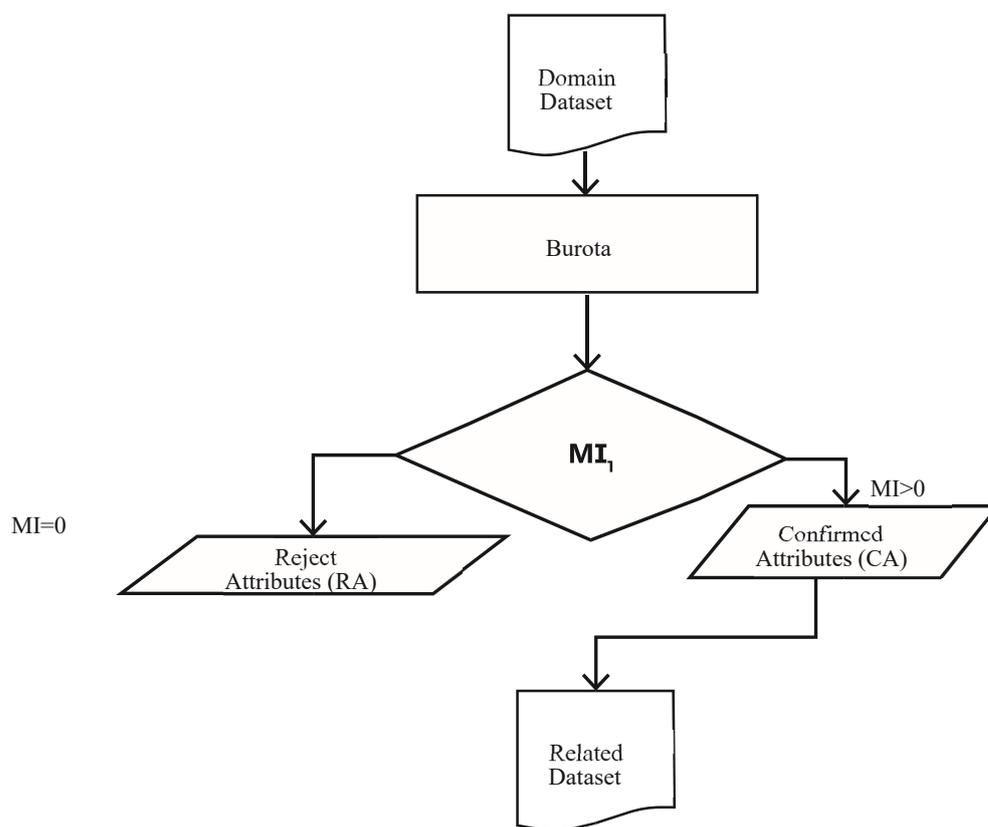 Domain
Dataset
Burota
MI₁
MI>0
MI=0
Confirmed
Attributes (CA)
Reject
Attributes (RA)
Related
Dataset